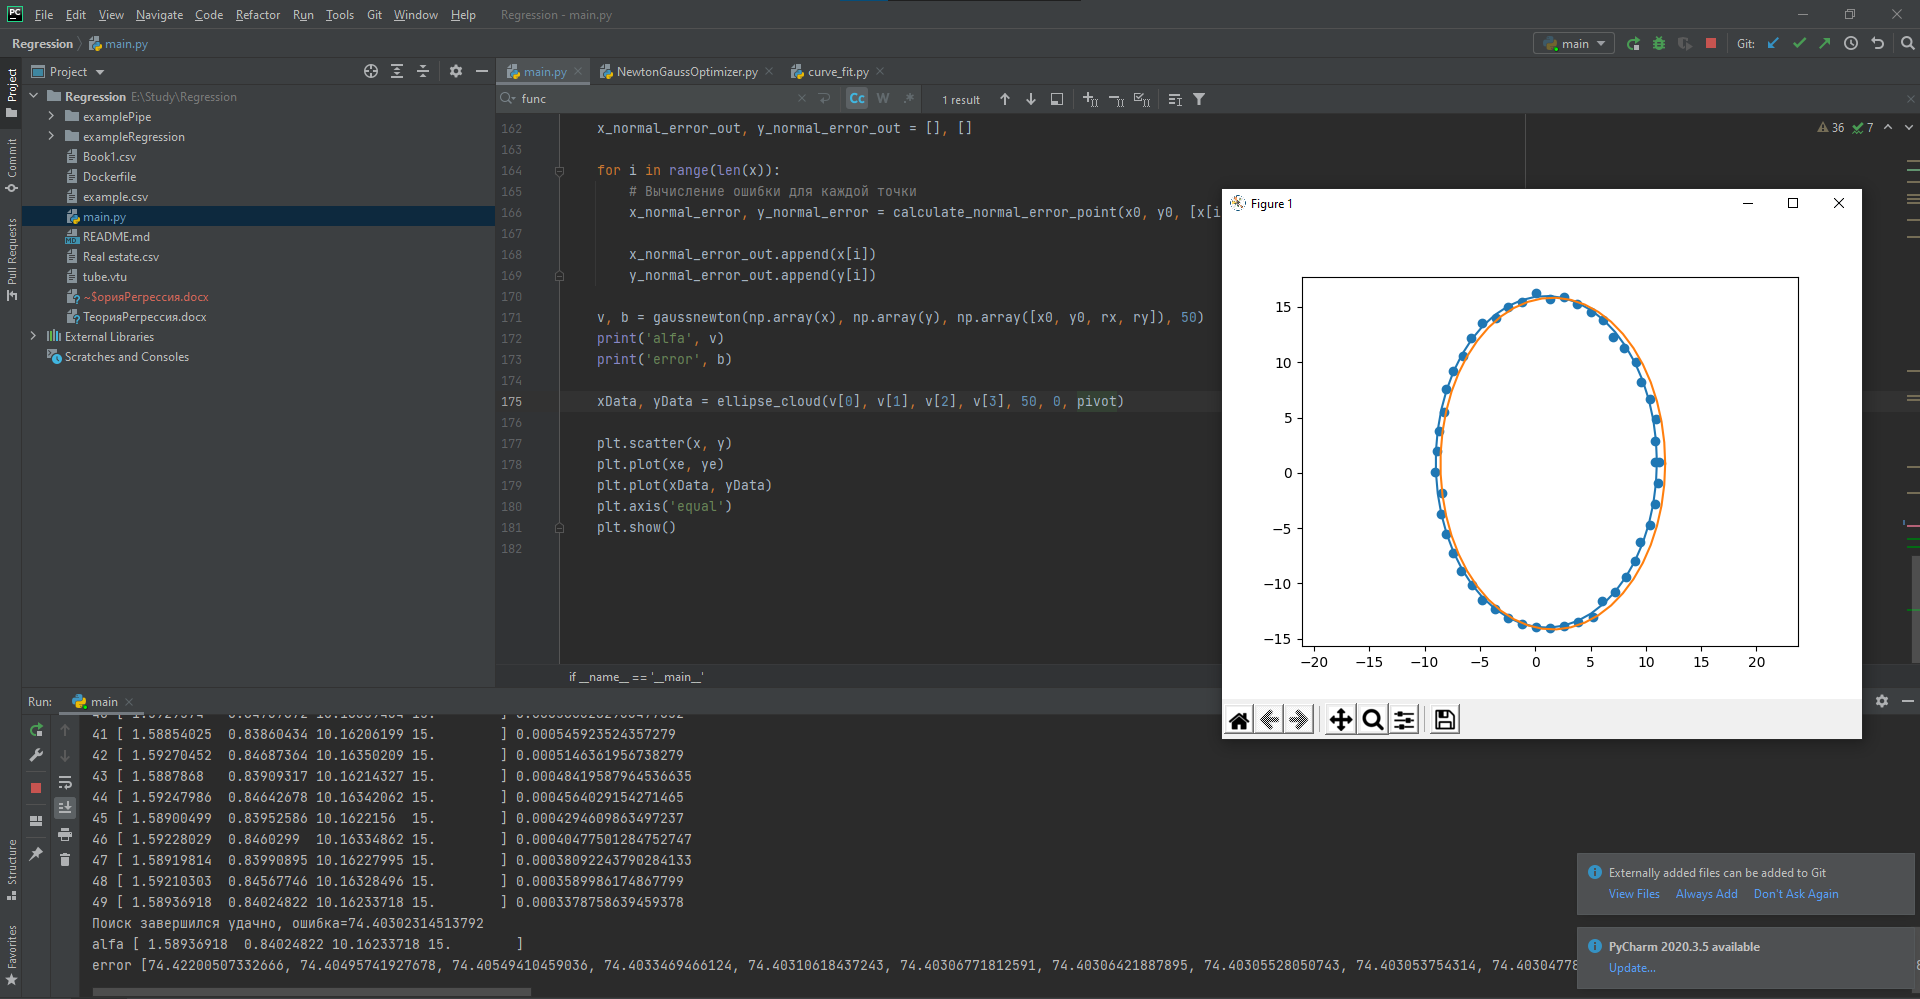 PC File Edit View Navigate Code Refactor Run Tools Git Window Help Regression - main.py
Regression main.py main Git:
Project
main.py NewtonGaussOptimizer.py curve_fit.py
func Cc W .* 1 result
Regression E:\Study\Regression
examplePipe
exampleRegression
Book1.csv
Dockerfile
example.csv
main.py
README.md
Real estate.csv
tube.vtu
~$орияРегрессия.docx
ТеорияРегрессия.docx
External Libraries
Scratches and Consoles
Project
Commit
Pull Requests
Structure
Favorites
36 7
162 x_normal_error_out, y_normal_error_out = [], []
163
164 for i in range(len(x)):
165 # Вычисление ошибки для каждой точки
166 x_normal_error, y_normal_error = calculate_normal_error_point(x0, y0, [x[i
167
168 x_normal_error_out.append(x[i])
169 y_normal_error_out.append(y[i])
170
171 v, b = gaussnewton(np.array(x), np.array(y), np.array([x0, y0, rx, ry]), 50)
172 print('alfa', v)
173 print('error', b)
174
175 xData, yData = ellipse_cloud(v[0], v[1], v[2], v[3], 50, 0, pivot)
176
177 plt.scatter(x, y)
178 plt.plot(xe, ye)
179 plt.plot(xData, yData)
180 plt.axis('equal')
181 plt.show()
182
if __name__ == '__main__'
Figure 1
15
10
5
0
−5
−10
−15
−20 −15 −10 −5 0 5 10 15 20
Run: main
41 [ 1.58854025 0.83860434 10.16206199 15. ] 0.000545923524357279
42 [ 1.59270452 0.84687364 10.16350209 15. ] 0.0005146361956738279
43 [ 1.5887868 0.83909317 10.16214327 15. ] 0.00048419587964536635
44 [ 1.59247986 0.84642678 10.16342062 15. ] 0.0004564029154271465
45 [ 1.58900499 0.83952586 10.1622156 15. ] 0.0004294609863497237
46 [ 1.59228029 0.8460299 10.16334862 15. ] 0.00040477501284752747
47 [ 1.58919814 0.83990895 10.16227995 15. ] 0.00038092243790284133
48 [ 1.59210303 0.84567746 10.16328496 15. ] 0.0003589986174867799
49 [ 1.58936918 0.84024822 10.16233718 15. ] 0.0003378758639459378
Поиск завершился удачно, ошибка=74.40302314513792
alfa [ 1.58936918 0.84024822 10.16233718 15. ]
error [74.42200507332666, 74.40495741927678, 74.40549410459036, 74.4033469466124, 74.40310618437243, 74.40306771812591, 74.40306421887895, 74.40305528050743, 74.403053754314, 74.4030477
Externally added files can be added to Git
View Files Always Add Don't Ask Again
PyCharm 2020.3.5 available
Update...